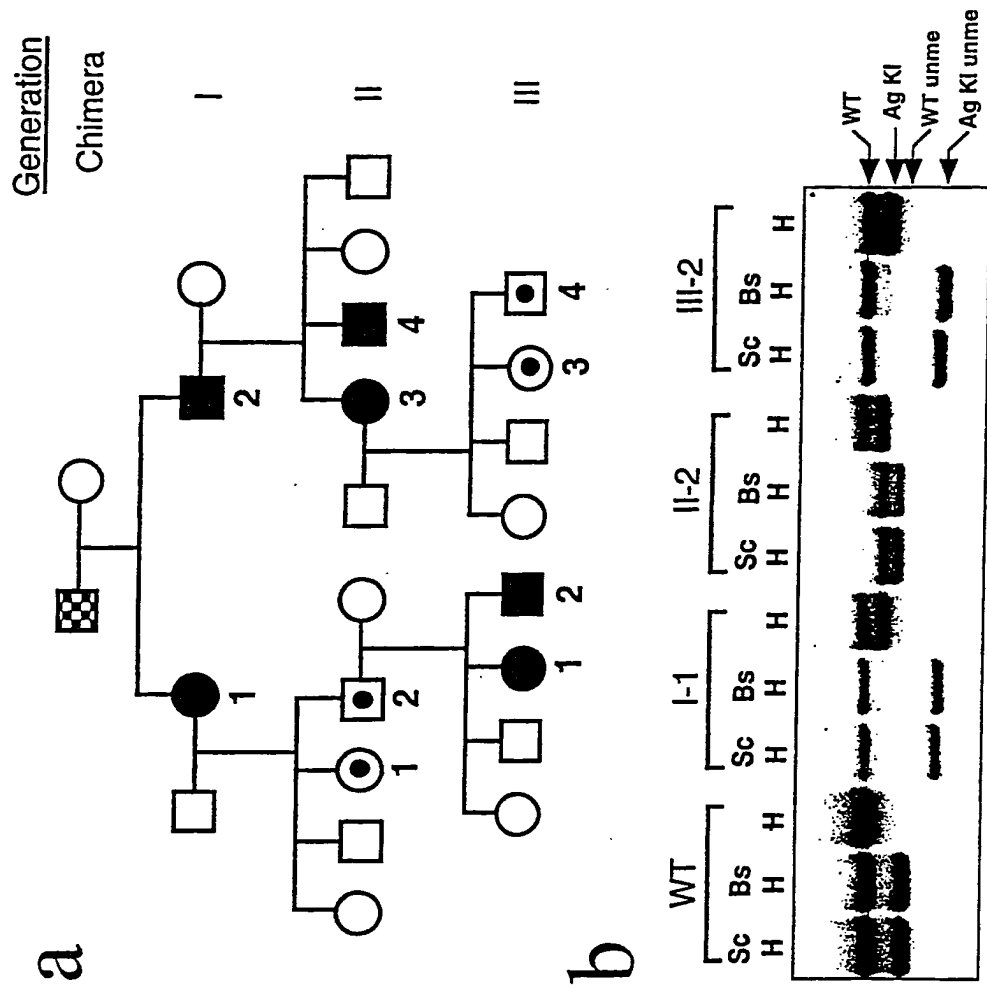 a
Generation
Chimera
I
1
2
II
1
2
3
4
III
1
2
3
4
b
WT
I-1
II-2
III-2
Sc Bs Sc Bs Sc Bs Sc Bs
H H H H H H H H H H H H
WT
Ag KI
WT unme
Ag KI unme